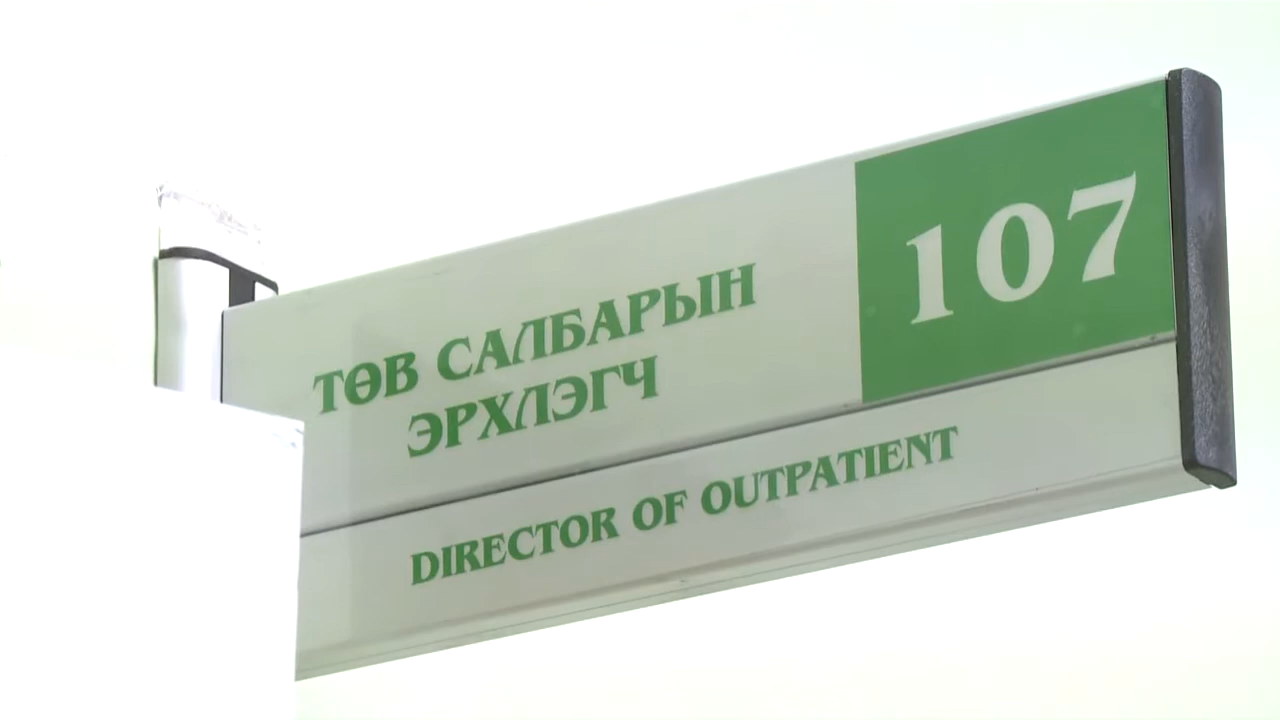 ТӨВ САЛБАРЫН
ЭРХЛЭГЧ
107
DIRECTOR OF OUTPATIENT